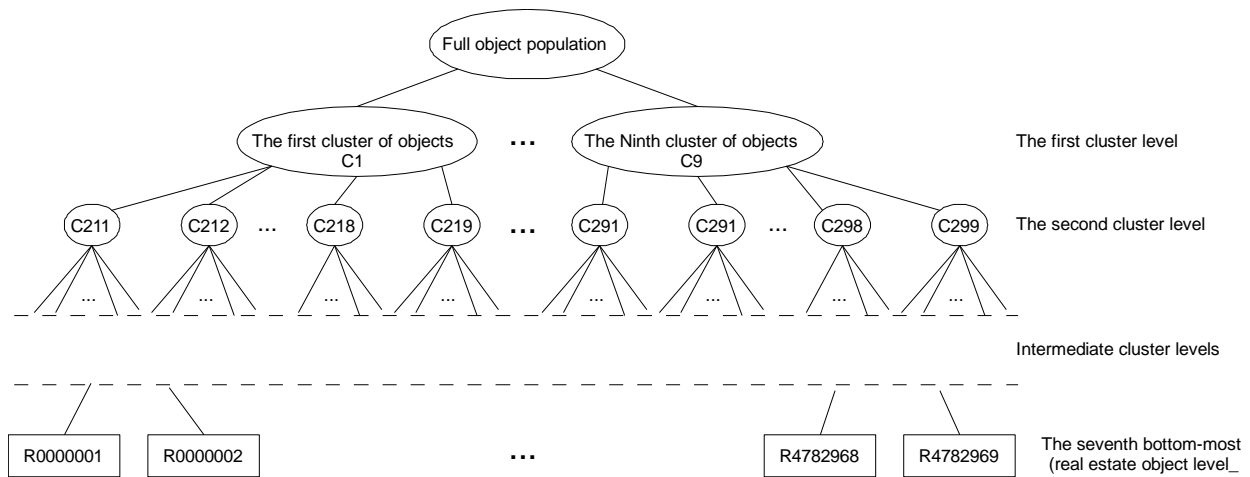 Full object population
The first cluster of objects
C1
...
The Ninth cluster of objects
C9
The first cluster level
C211
C212
...
C218
C219
...
C291
C291
...
C298
C299
The second cluster level
...
...
...
...
...
...
...
...
Intermediate cluster levels
R0000001
R0000002
...
R4782968
R4782969
The seventh bottom-most
(real estate object level_